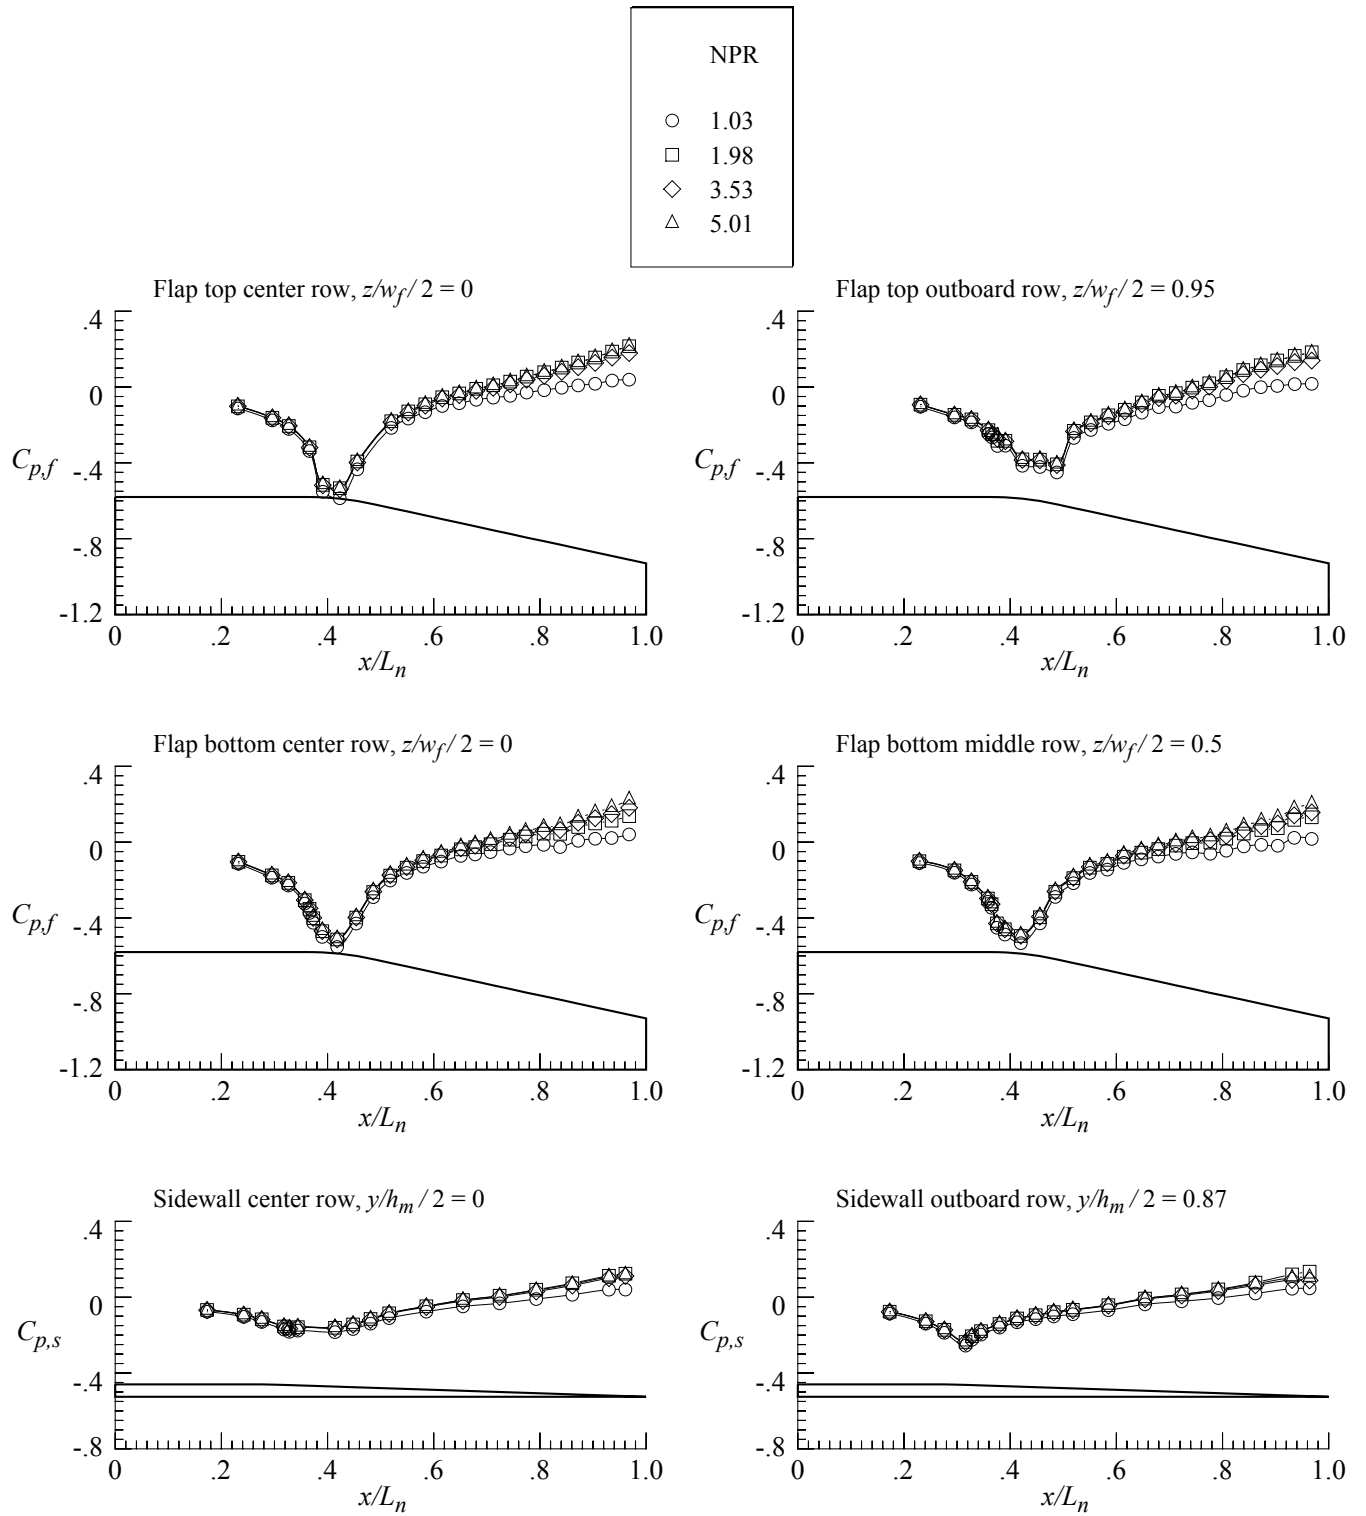 NPR
1.03
1.98
3.53
5.01
Flap top center row, z/w_f / 2 = 0
.4
0
-.4
-.8
-1.2
C_p,f
0 .2 .4 .6 .8 1.0
x/L_n
Flap top outboard row, z/w_f / 2 = 0.95
.4
0
-.4
-.8
-1.2
C_p,f
0 .2 .4 .6 .8 1.0
x/L_n
Flap bottom center row, z/w_f / 2 = 0
.4
0
-.4
-.8
-1.2
C_p,f
0 .2 .4 .6 .8 1.0
x/L_n
Flap bottom middle row, z/w_f / 2 = 0.5
.4
0
-.4
-.8
-1.2
C_p,f
0 .2 .4 .6 .8 1.0
x/L_n
Sidewall center row, y/h_m / 2 = 0
.4
0
-.4
-.8
C_p,s
0 .2 .4 .6 .8 1.0
x/L_n
Sidewall outboard row, y/h_m / 2 = 0.87
.4
0
-.4
-.8
C_p,s
0 .2 .4 .6 .8 1.0
x/L_n